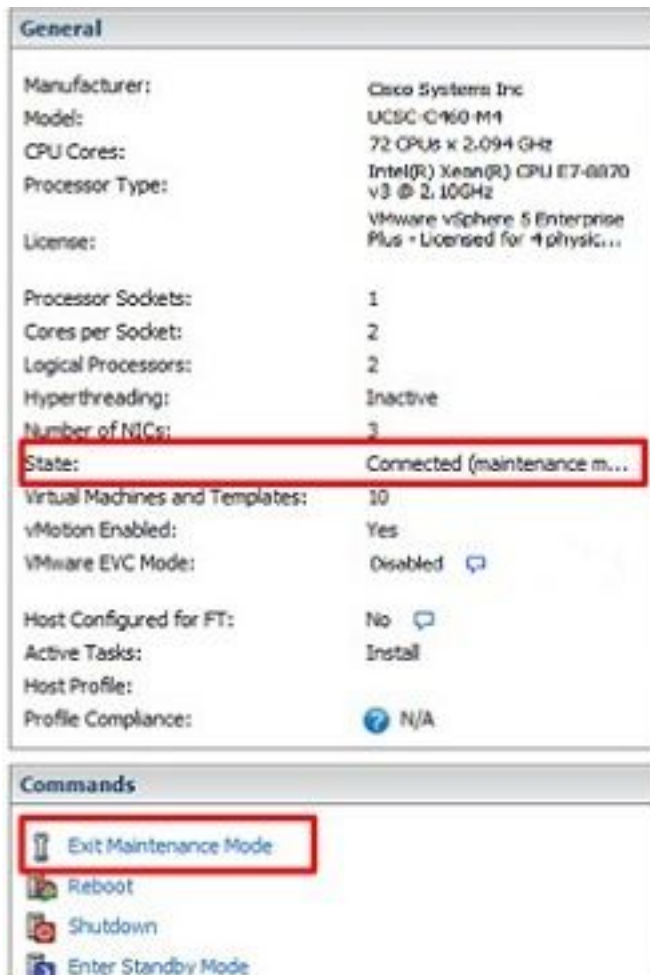 General
Manufacturer: Cisco Systems Inc
Model: UCSC-C460-M4
CPU Cores: 72 CPUs x 2.094 GHz
Processor Type: Intel(R) Xeon(R) CPU E7-8870
v3 @ 2.10GHz
License: VMware vSphere 5 Enterprise
Plus - Licensed for 4 physic...
Processor Sockets: 1
Cores per Socket: 2
Logical Processors: 2
Hyperthreading: Inactive
Number of NICs: 3
State: Connected (maintenance m...
Virtual Machines and Templates: 10
vMotion Enabled: Yes
VMware EVC Mode: Disabled
Host Configured for FT: No
Active Tasks: Install
Host Profile:
Profile Compliance: N/A
Commands
Exit Maintenance Mode
Reboot
Shutdown
Enter Standby Mode